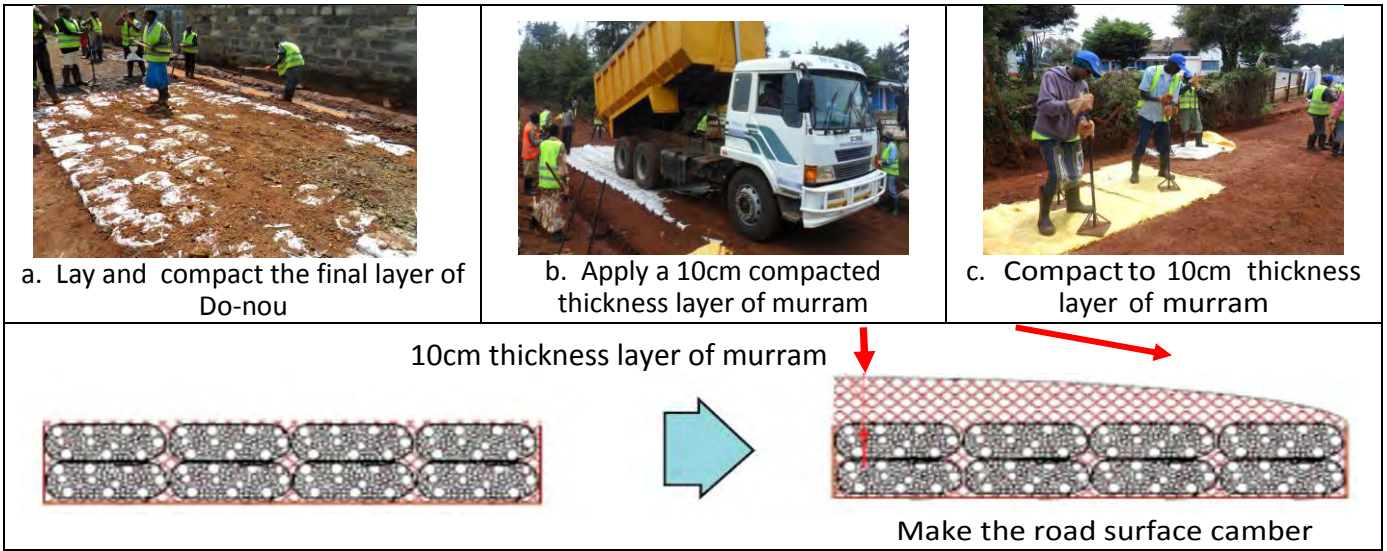 a. Lay and compact the final layer of
Do-nou
b. Apply a 10cm compacted
thickness layer of murram
c. Compact to 10cm thickness
layer of murram
10cm thickness layer of murram
Make the road surface camber